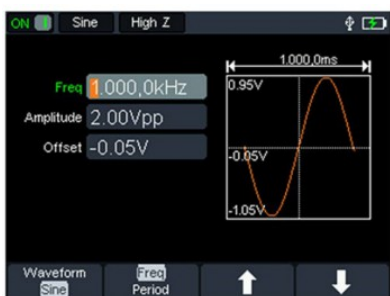 ON Sine High Z
Freq 1.000,0kHz
Amplitude 2.00Vpp
Offset -0.05V
1.000,0ms
0.95V
-0.05V
-1.05V
Waveform
Sine
Freq
Period